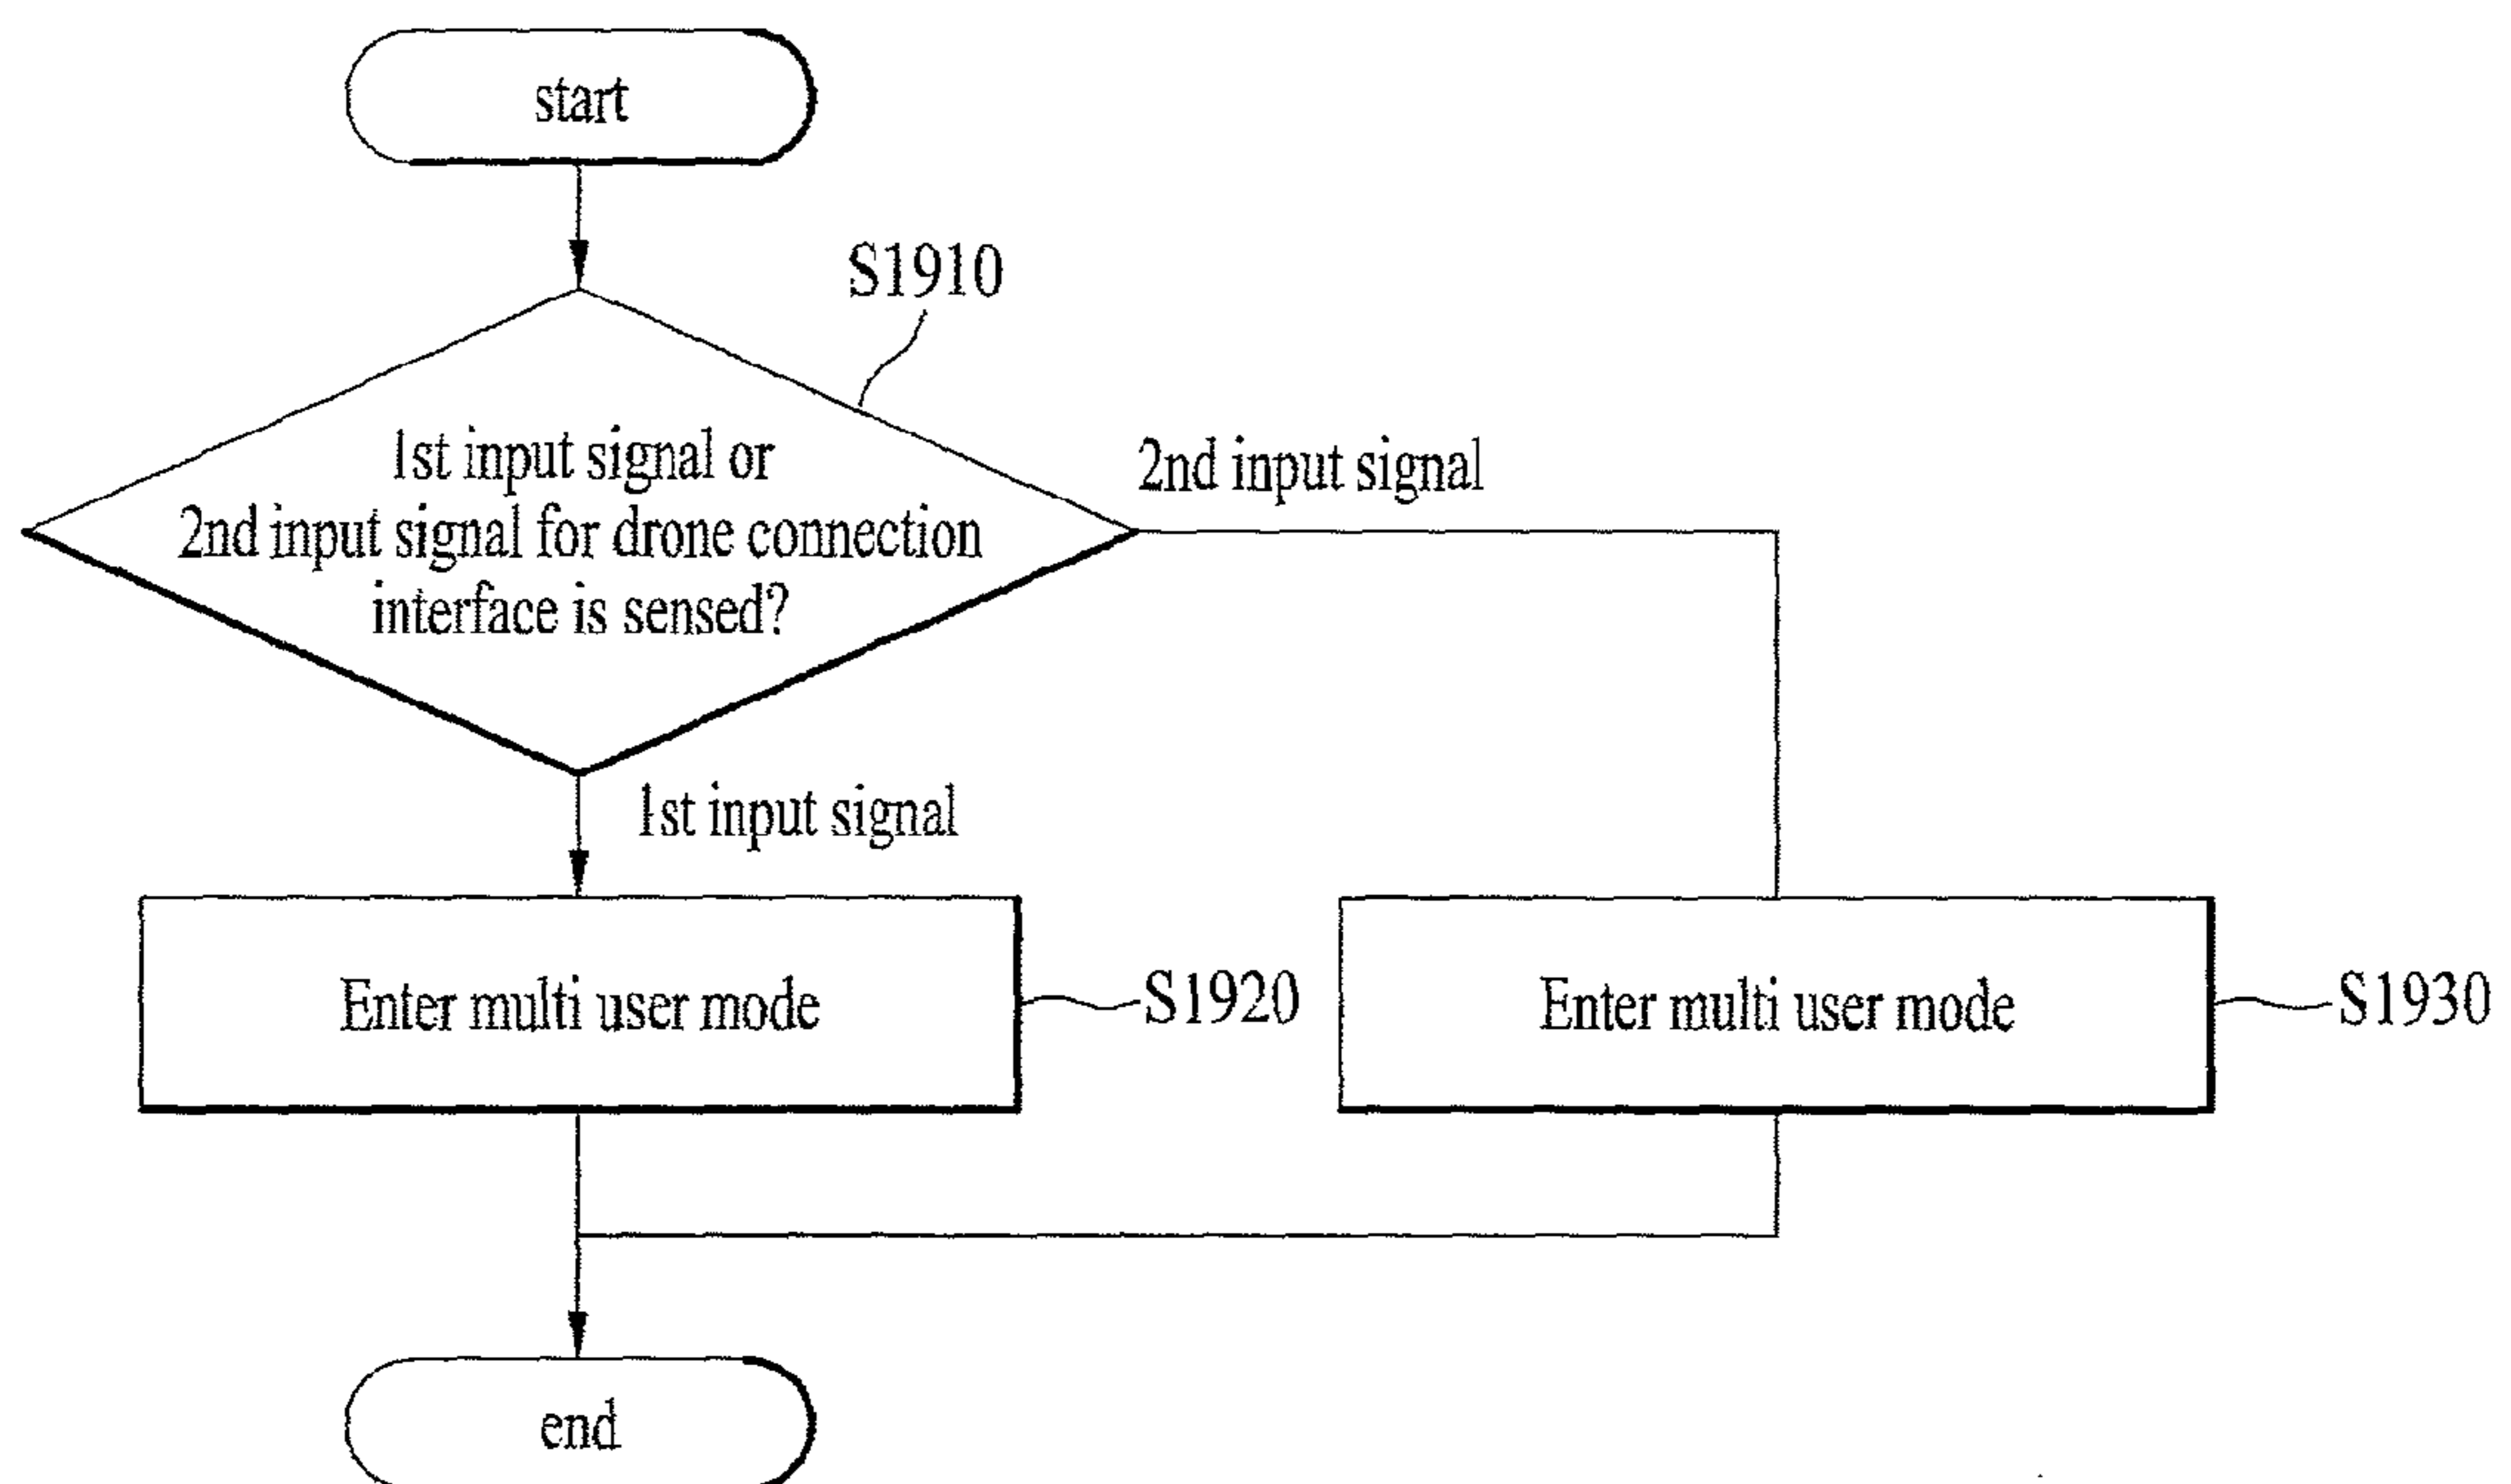 start
S1910
1st input signal or
2nd input signal for drone connection
interface is sensed?
2nd input signal
1st input signal
Enter multi user mode
S1920
Enter multi user mode
S1930
end